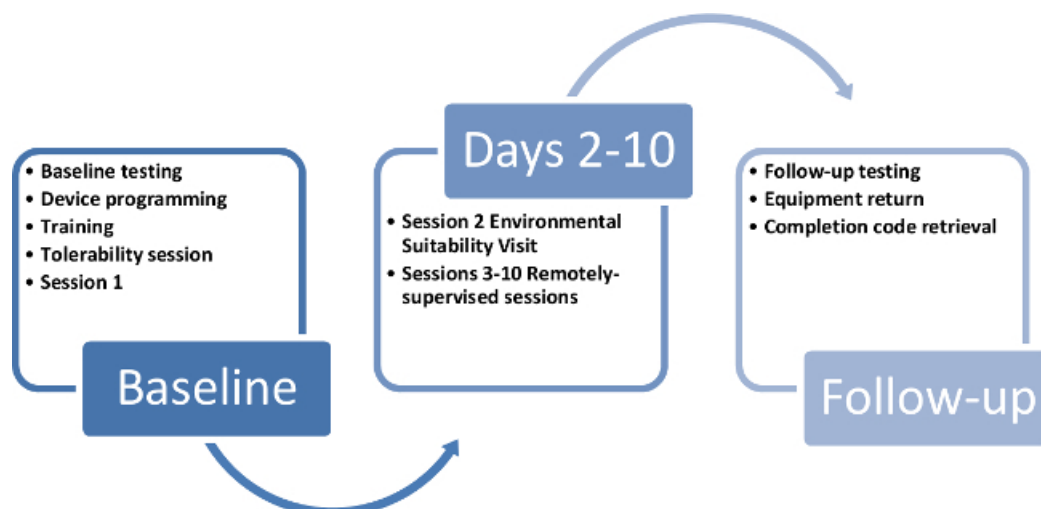 • Baseline testing
• Device programming
• Training
• Tolerability session
• Session 1
Baseline
Days 2-10
• Session 2 Environmental
Suitability Visit
• Sessions 3-10 Remotely-
supervised sessions
• Follow-up testing
• Equipment return
• Completion code retrieval
Follow-up